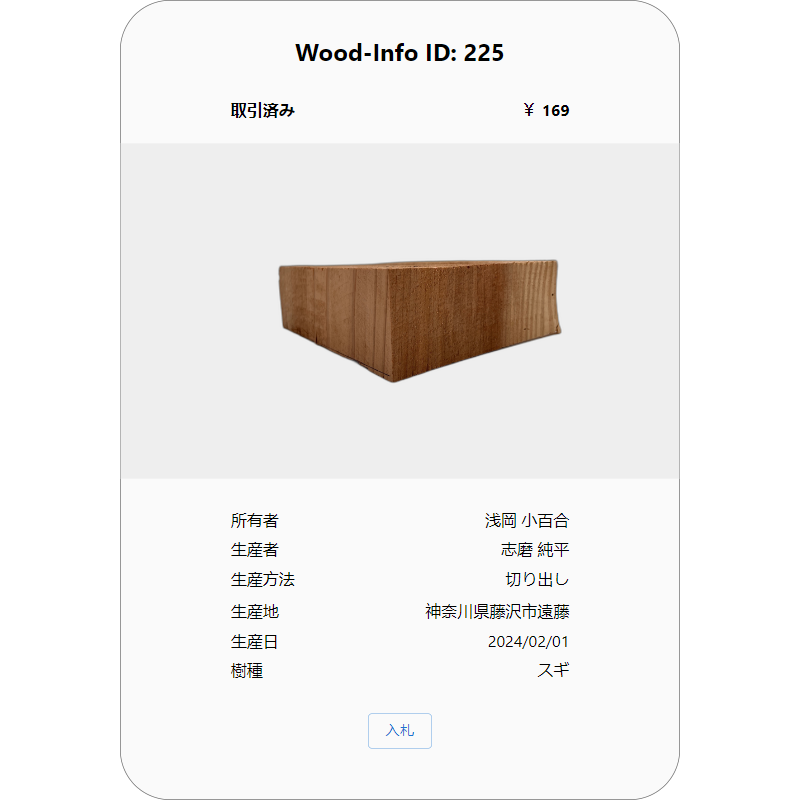 Wood-Info ID: 225
取引済み ￥ 169
所有者 浅岡 小百合
生産者 志磨 純平
生産方法 切り出し
生産地 神奈川県藤沢市遠藤
生産日 2024/02/01
樹種 スギ
入札